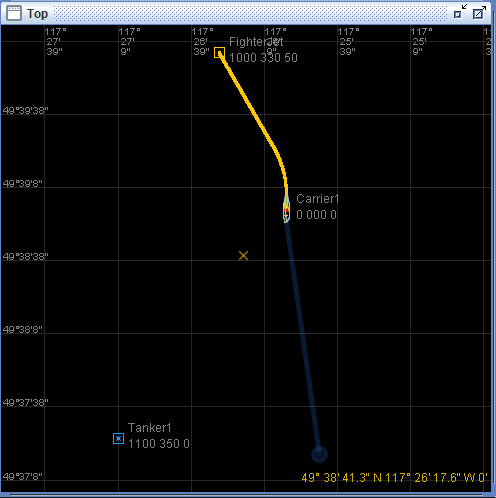 Top
117° 117° 117° 117° 117° 117° 11
27' 27' 26' FighterJet 25' 25' 2
39" 9" 39" 9" 39" 9" 3
1000 330 50
49°39'38"
49°39'8"
Carrier1
0 000 0
49°38'38"
49°38'8"
49°37'38"
Tanker1
1100 350 0
49° 38' 41.3" N 117° 26' 17.6" W 0'
49°37'8"